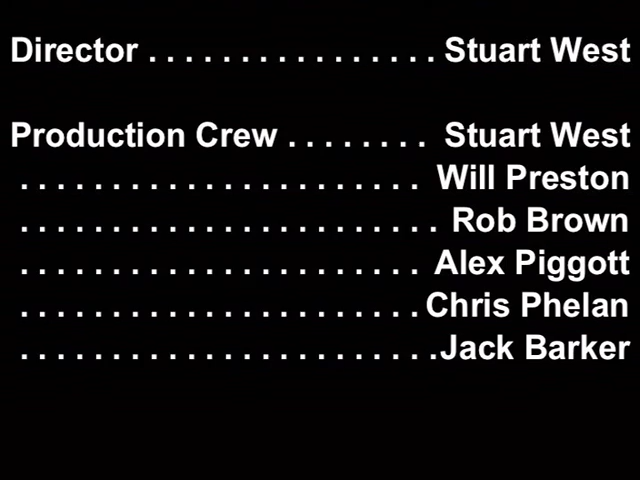 Director . . . . . . . . . . . . . . . . Stuart West
Production Crew . . . . . . . . Stuart West
. . . . . . . . . . . . . . . . . . . . . . Will Preston
. . . . . . . . . . . . . . . . . . . . . . . Rob Brown
. . . . . . . . . . . . . . . . . . . . . . Alex Piggott
. . . . . . . . . . . . . . . . . . . . . . Chris Phelan
. . . . . . . . . . . . . . . . . . . . . . .Jack Barker